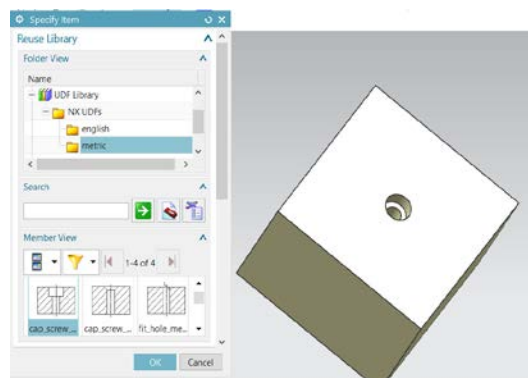 Specify Item
Reuse Library
Folder View
Name
UDF Library
NX UDFs
english
metric
Search
Member View
1-4 of 4
cap_screw_... cap_screw_... fit_hole_me...
OK Cancel